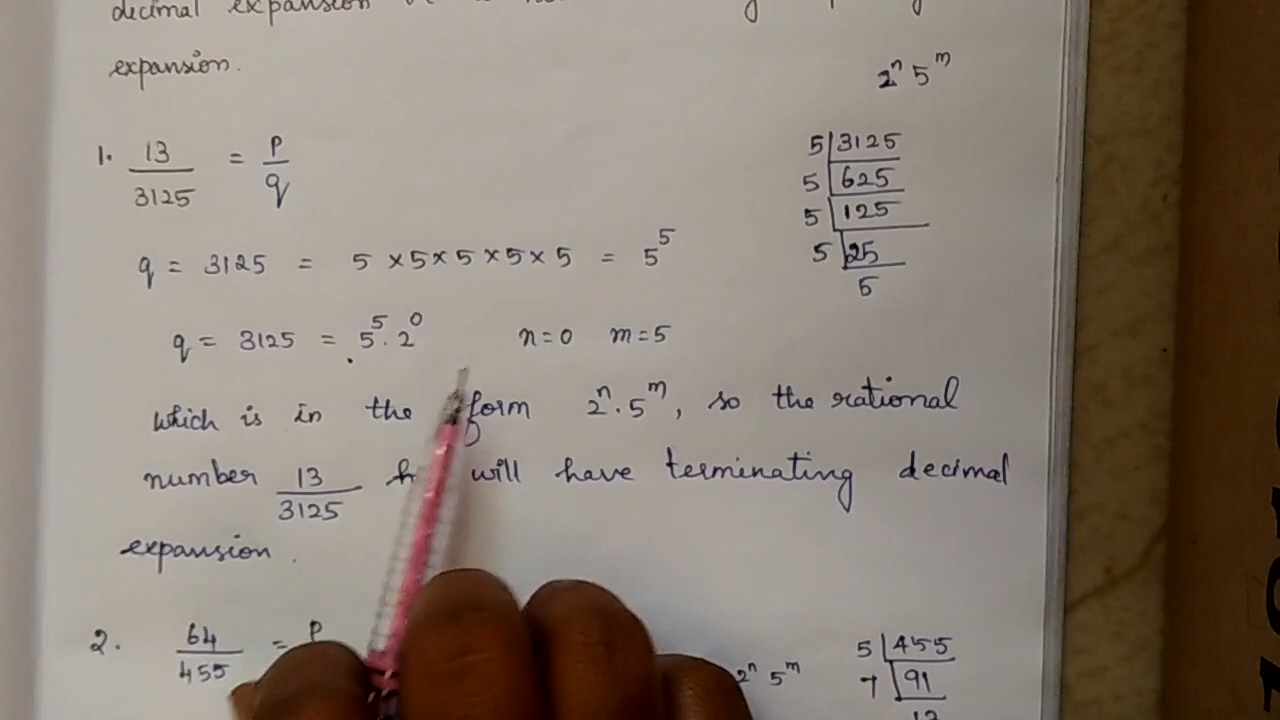 decimal expansion
expansion.
2ⁿ 5ᵐ
1. 13/3125 = p/q
5 | 3125
5 | 625
5 | 125
5 | 25
5
q = 3125 = 5 × 5 × 5 × 5 × 5 = 5⁵
q = 3125 = 5⁵ . 2⁰ n = 0 m = 5
which is in the form 2ⁿ . 5ᵐ, so the rational
number 13/3125 will have terminating decimal
expansion.
2. 64/455 = p
2ⁿ 5ᵐ
5 | 455
7 | 91